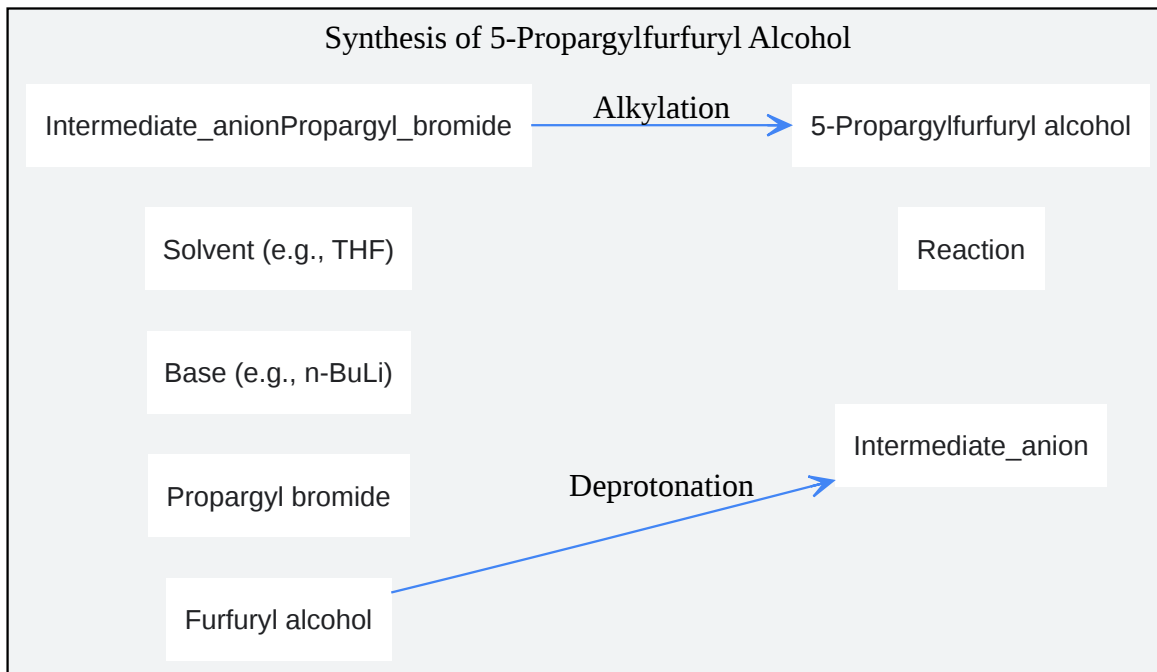 Synthesis of 5-Propargylfurfuryl Alcohol
Intermediate_anionPropargyl_bromide
Alkylation
5-Propargylfurfuryl alcohol
Solvent (e.g., THF)
Reaction
Base (e.g., n-BuLi)
Intermediate_anion
Propargyl bromide
Deprotonation
Furfuryl alcohol